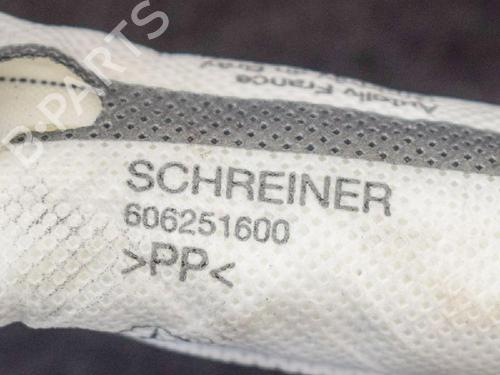 B-PARTS
Autoliv France
SCHREINER
606251600
>PP<